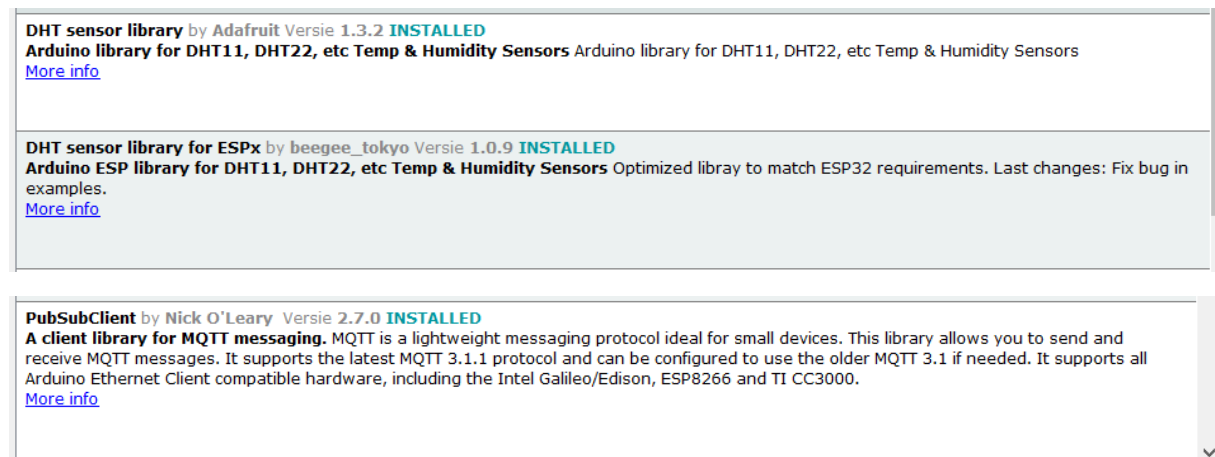 DHT sensor library by Adafruit Versie 1.3.2 INSTALLED
Arduino library for DHT11, DHT22, etc Temp & Humidity Sensors Arduino library for DHT11, DHT22, etc Temp & Humidity Sensors
More info
DHT sensor library for ESPx by beegee_tokyo Versie 1.0.9 INSTALLED
Arduino ESP library for DHT11, DHT22, etc Temp & Humidity Sensors Optimized libray to match ESP32 requirements. Last changes: Fix bug in
examples.
More info
PubSubClient by Nick O'Leary Versie 2.7.0 INSTALLED
A client library for MQTT messaging. MQTT is a lightweight messaging protocol ideal for small devices. This library allows you to send and
receive MQTT messages. It supports the latest MQTT 3.1.1 protocol and can be configured to use the older MQTT 3.1 if needed. It supports all
Arduino Ethernet Client compatible hardware, including the Intel Galileo/Edison, ESP8266 and TI CC3000.
More info